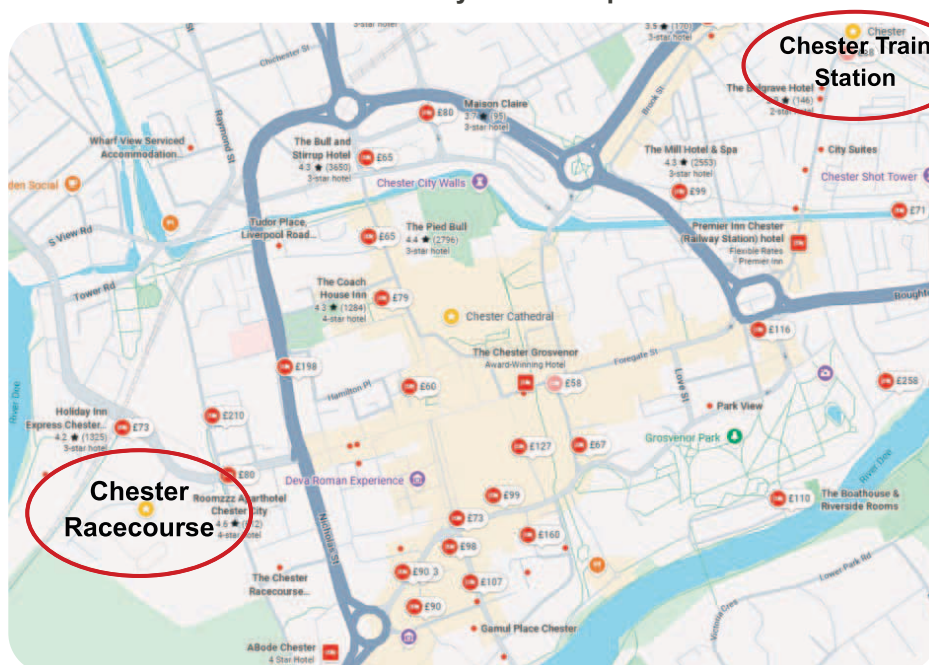 3-star hotel
3-star hotel
Chester
Chester Train
Station
Chichester St
Brook St
The Belgrave Hotel
(146)
2-star hotel
Raymond St
£80
Maison Claire
3-star hotel
Wharf View Serviced
Accommodation...
The Bull and
Stirrup Hotel
4.3 ★ (3650)
3-star hotel
£65
The Mill Hotel & Spa
4.3 ★ (2553)
3-star hotel
£99
City Suites
Chester Shot Tower
den Social
Chester City Walls
£71
S View Rd
Tudor Place,
Liverpool Road...
£65
The Pied Bull
4.4 ★ (2796)
3-star hotel
Premier Inn Chester
(Railway Station) hotel
Flexible Rates
Premier Inn
Tower Rd
The Coach
House Inn
4.3 ★ (1284)
4-star hotel
£79
Chester Cathedral
Bought
£116
The Chester Grosvenor
Award-Winning Hotel
Foregate St
£198
Hamilton Pl
£60
£58
Love St
£258
River Dee
Holiday Inn
Express Chester...
4.2 ★ (1325)
3-star hotel
£73
£210
Park View
Grosvenor Park
£127
£67
River Dee
£80
Deva Roman Experience
Chester
Racecourse
Roomzzz Aparthotel
Chester City
4-star hotel
£99
£110
The Boathouse &
Riverside Rooms
Nicholas St
£73
£160
£98
The Chester
Racecourse...
£90
3
£107
Lower Park Rd
£90
Victoria Cres
Gamul Place Chester
ABode Chester
4 Star Hotel